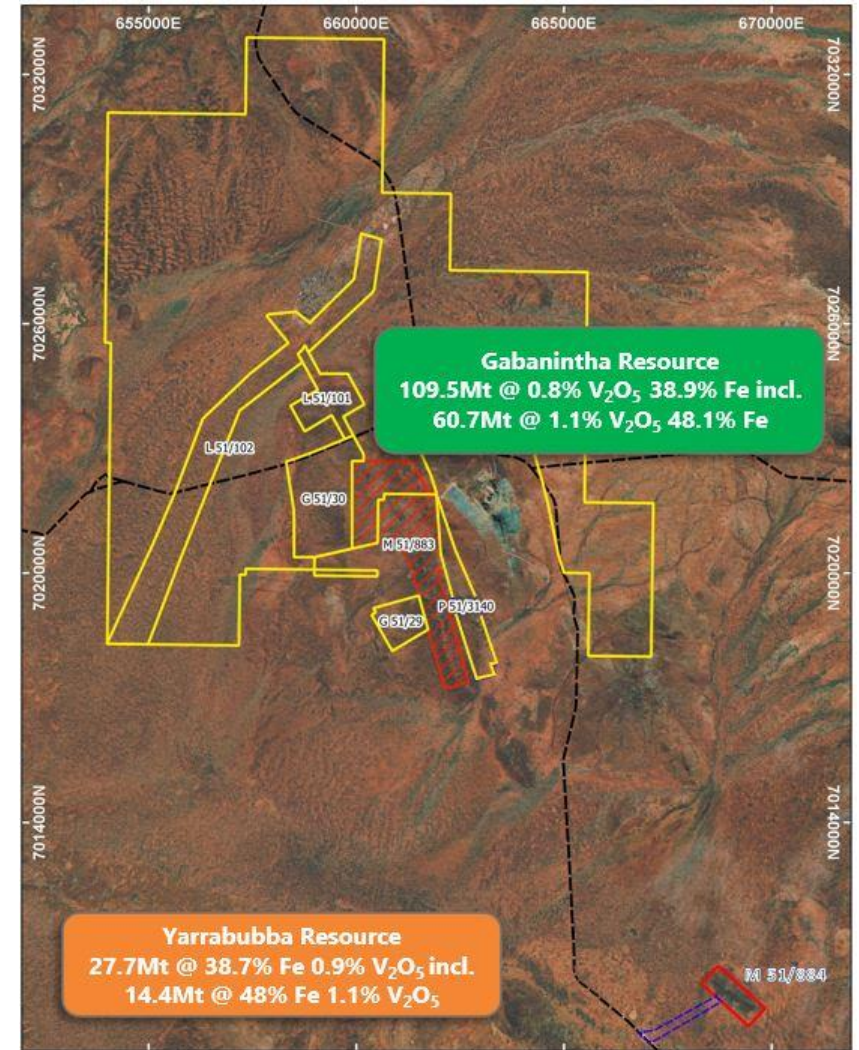 655000E 660000E 665000E 670000E
7032000N 7032000N
7026000N 7026000N
Gabanintha Resource
109.5Mt @ 0.8% V₂O₅ 38.9% Fe incl.
60.7Mt @ 1.1% V₂O₅ 48.1% Fe
L 51/101
L 51/102
G 51/30
M 51/883
7020000N 7020000N
P 51/3140
G 51/29
7014000N 7014000N
Yarrabubba Resource
27.7Mt @ 38.7% Fe 0.9% V₂O₅ incl.
14.4Mt @ 48% Fe 1.1% V₂O₅
M 51/884